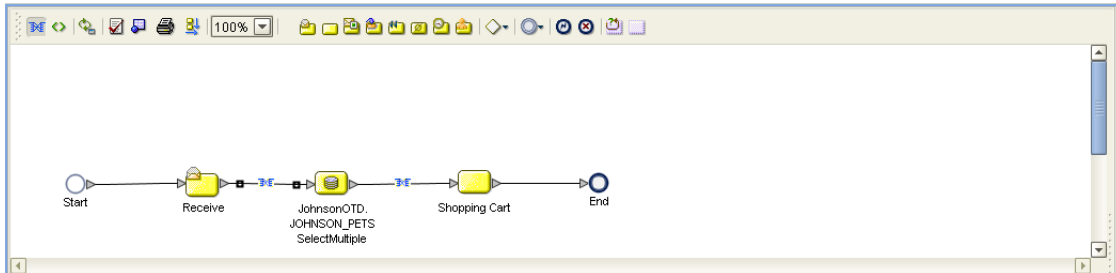 100%
Start
Receive
JohnsonOTD.
JOHNSON_PETS
SelectMultiple
Shopping Cart
End